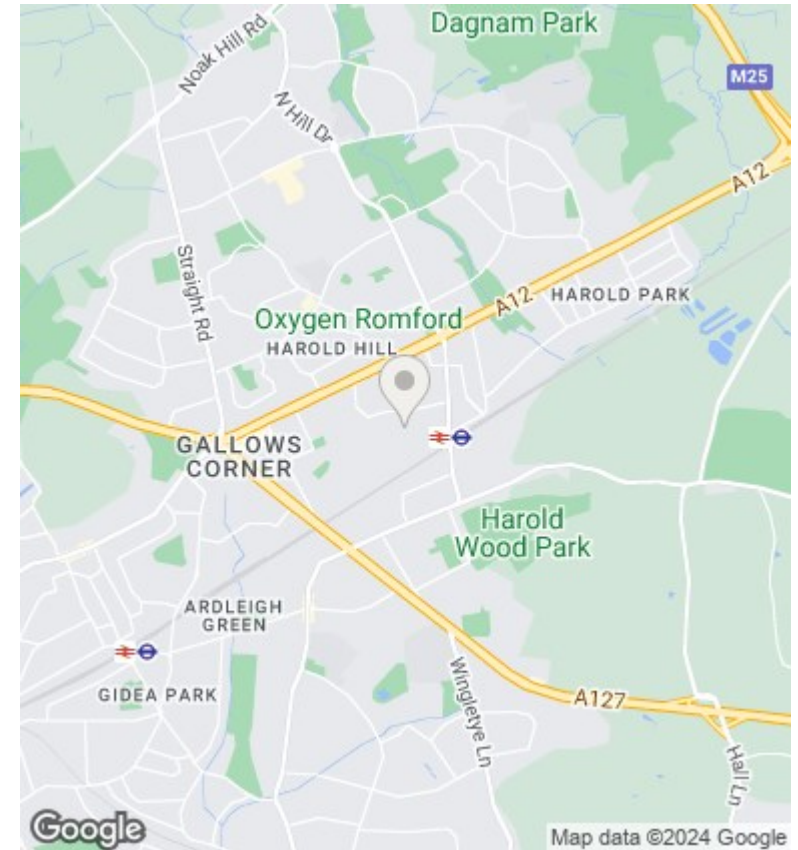 Dagnam Park
Noak Hill Rd
M25
N Hill Dr
A12
Straight Rd
A12
HAROLD PARK
Oxygen Romford
HAROLD HILL
GALLOWS
CORNER
Harold
Wood Park
ARDLEIGH
GREEN
GIDEA PARK
Wingletye Ln
A127
Hall Ln
Google
Map data ©2024 Google